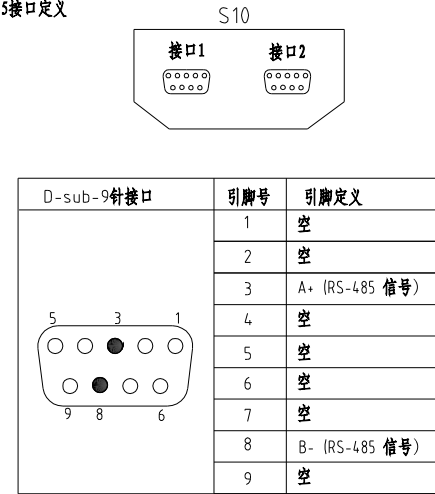 5接口定义
S10
接口1 接口2
D-sub-9针接口 引脚号 引脚定义
1 空
2 空
3 A+ (RS-485 信号)
4 空
5 空
6 空
7 空
8 B- (RS-485 信号)
9 空
5 3 1
9 8 6